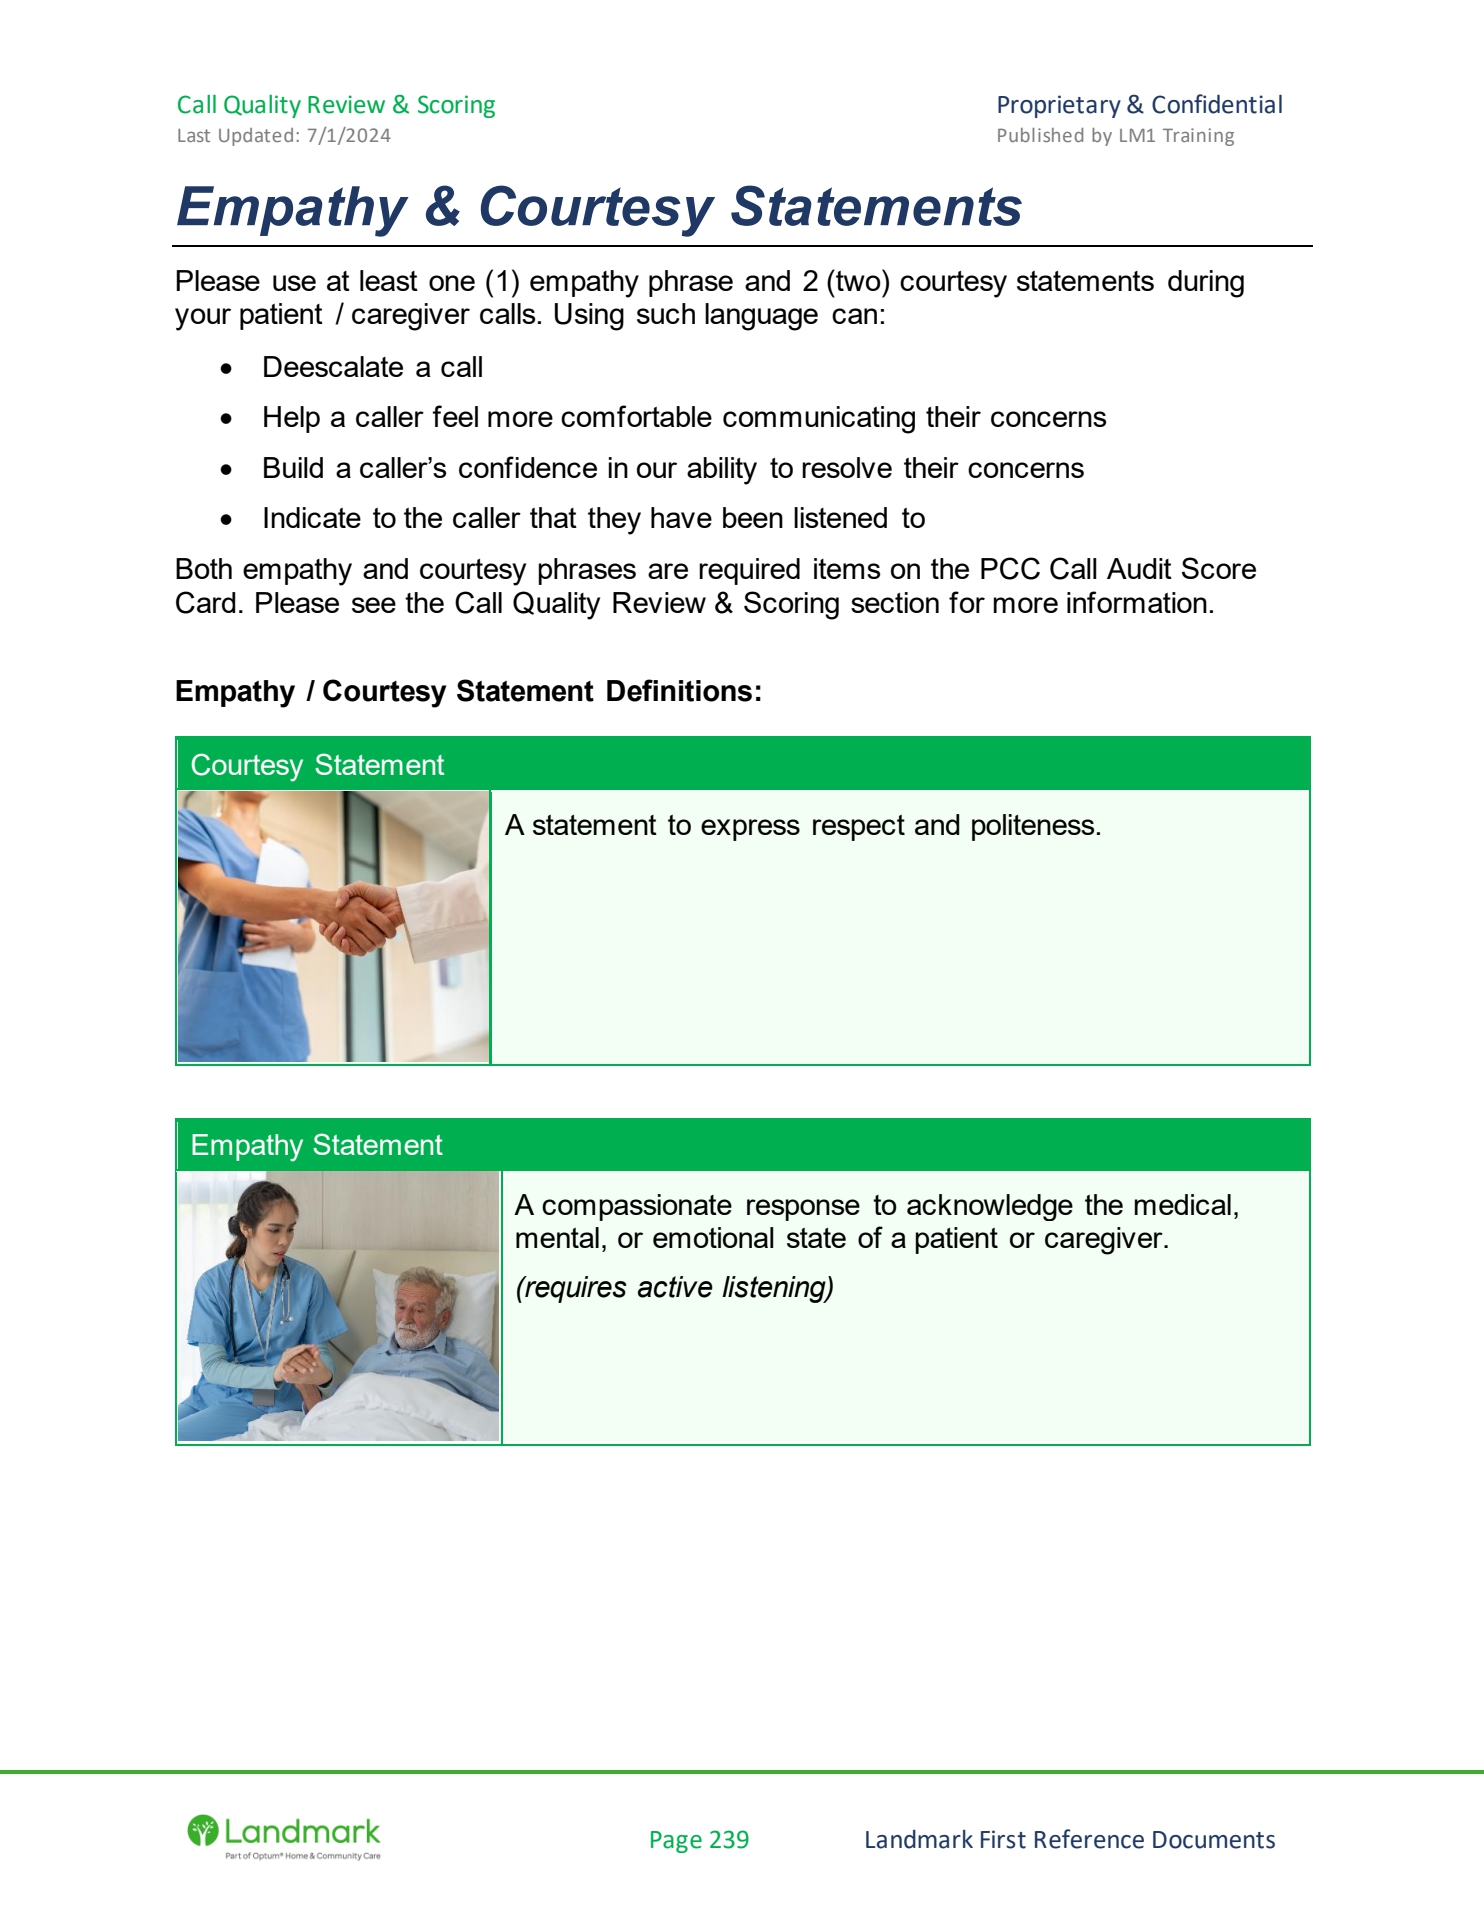 Call Quality Review & Scoring
Proprietary & Confidential
Last Updated: 7/1/2024
Published by LM1 Training
Empathy & Courtesy Statements
Please use at least one (1) empathy phrase and 2 (two) courtesy statements during
your patient / caregiver calls. Using such language can:
• Deescalate a call
• Help a caller feel more comfortable communicating their concerns
• Build a caller’s confidence in our ability to resolve their concerns
• Indicate to the caller that they have been listened to
Both empathy and courtesy phrases are required items on the PCC Call Audit Score
Card. Please see the Call Quality Review & Scoring section for more information.
Empathy / Courtesy Statement Definitions:
Courtesy Statement
A statement to express respect and politeness.
Empathy Statement
A compassionate response to acknowledge the medical,
mental, or emotional state of a patient or caregiver.
(requires active listening)
Landmark
Part of Optum® Home & Community Care
Page 239
Landmark First Reference Documents